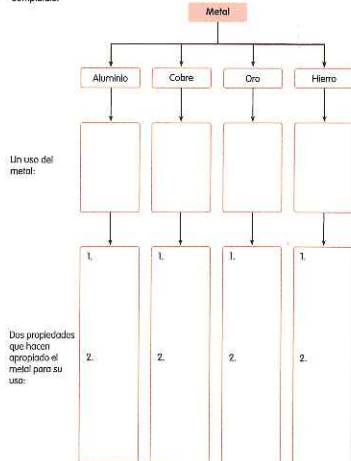 Metal
Aluminio
Cobre
Oro
Hierro
Un uso del
metal:
1.
1.
1.
1.
Dos propiedades
que hacen
apropiado el
metal para su
uso:
2.
2.
2.
2.